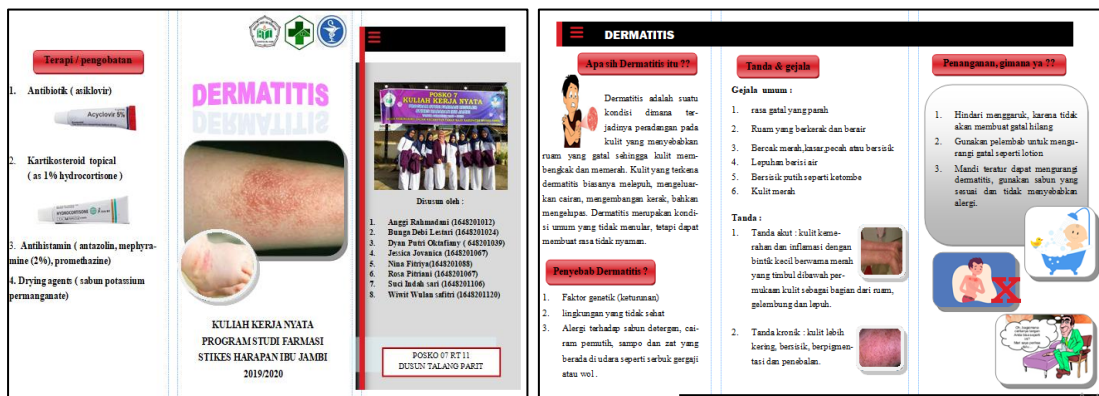 Terapi / pengobatan
1. Antibiotik ( asiklovir)
Acyclovir 5%
2. Kartikosteroid topical
( as 1% hydrocortisone )
HYDROCORTISONE
3. Antihistamin ( antazolin, mephyra-
mine (2%), promethazine)
4. Drying agents ( sabun potassium
permanganate)
DERMATITIS
KULIAH KERJA NYATA
PROGRAM STUDI FARMASI
STIKES HARAPAN IBU JAMBI
2019/2020
POSKO 7
KULIAH KERJA NYATA
Disusun oleh :
1. Anggi Rahmadani (1648201012)
2. Bunga Debi Lestari (1648201024)
3. Dyan Putri Oktafiany ( 648201039)
4. Jessica Jovanica (1648201067)
5. Nina Fitriya(1648201088)
6. Rosa Pitriani (1648201067)
7. Suci Indah sari (1648201106)
8. Wiwit Wulan safitri (1648201120)
POSKO 07 RT 11
DUSUN TALANG PARIT
DERMATITIS
Apa sih Dermatitis itu ??
Dermatitis adalah suatu
kondisi dimana ter-
jadinya peradangan pada
kulit yang menyebabkan
ruam yang gatal sehingga kulit mem-
bengkak dan memerah. Kulit yang terkena
dermatitis biasanya melepuh, mengeluar-
kan cairan, mengembangan kerak, bahkan
mengelupas. Dermatitis merupakan kondi-
si umum yang tidak menular, tetapi dapat
membuat rasa tidak nyaman.
Penyebab Dermatitis ?
1. Faktor genetik (keturunan)
2. lingkungan yang tidak sehat
3. Alergi terhadap sabun detergen, cai-
ram pemutih, sampo dan zat yang
berada di udara seperti serbuk gergaji
atau wol .
Tanda & gejala
Gejala umum :
1. rasa gatal yang parah
2. Ruam yang berkerak dan berair
3. Bercak merah,kasar,pecah atau bersisik
4. Lepuhan berisi air
5. Bersisik putih seperti ketombe
6. Kulit merah
Tanda :
1. Tanda akut : kulit keme-
rahan dan inflamasi dengan
bintik kecil berwarna merah
yang timbul dibawah per-
mukaan kulit sebagai bagian dari ruam,
gelembung dan lepuh.
2. Tanda kronik : kulit lebih
kering, bersisik, berpigmen-
tasi dan penebalan.
Penanganan, gimana ya ??
1. Hindari menggaruk, karena tidak
akan membuat gatal hilang
2. Gunakan pelembab untuk mengu-
rangi gatal seperti lotion
3. Mandi teratur dapat mengurangi
dermatitis, gunakan sabun yang
sesuai dan tidak menyebabkan
alergi.
X